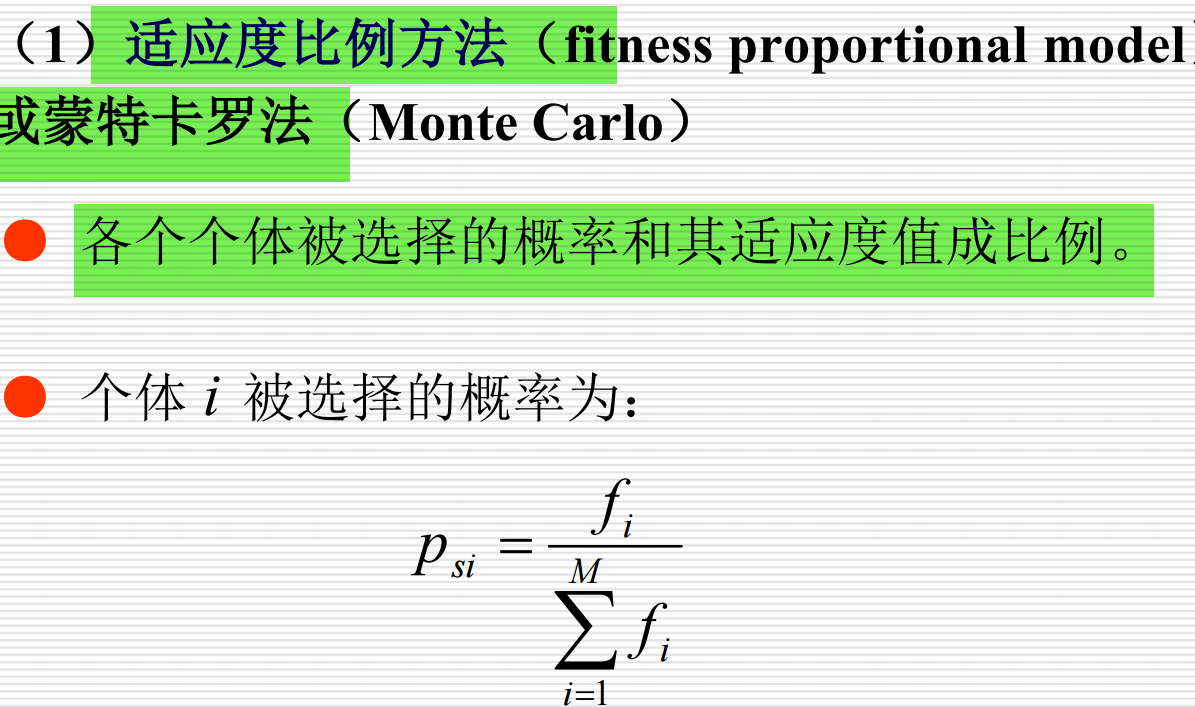 （1）适应度比例方法（fitness proportional model）
或蒙特卡罗法（Monte Carlo）
各个个体被选择的概率和其适应度值成比例。
个体 i 被选择的概率为：
p_{si} = \frac{f_i}{\sum_{i=1}^{M} f_i}